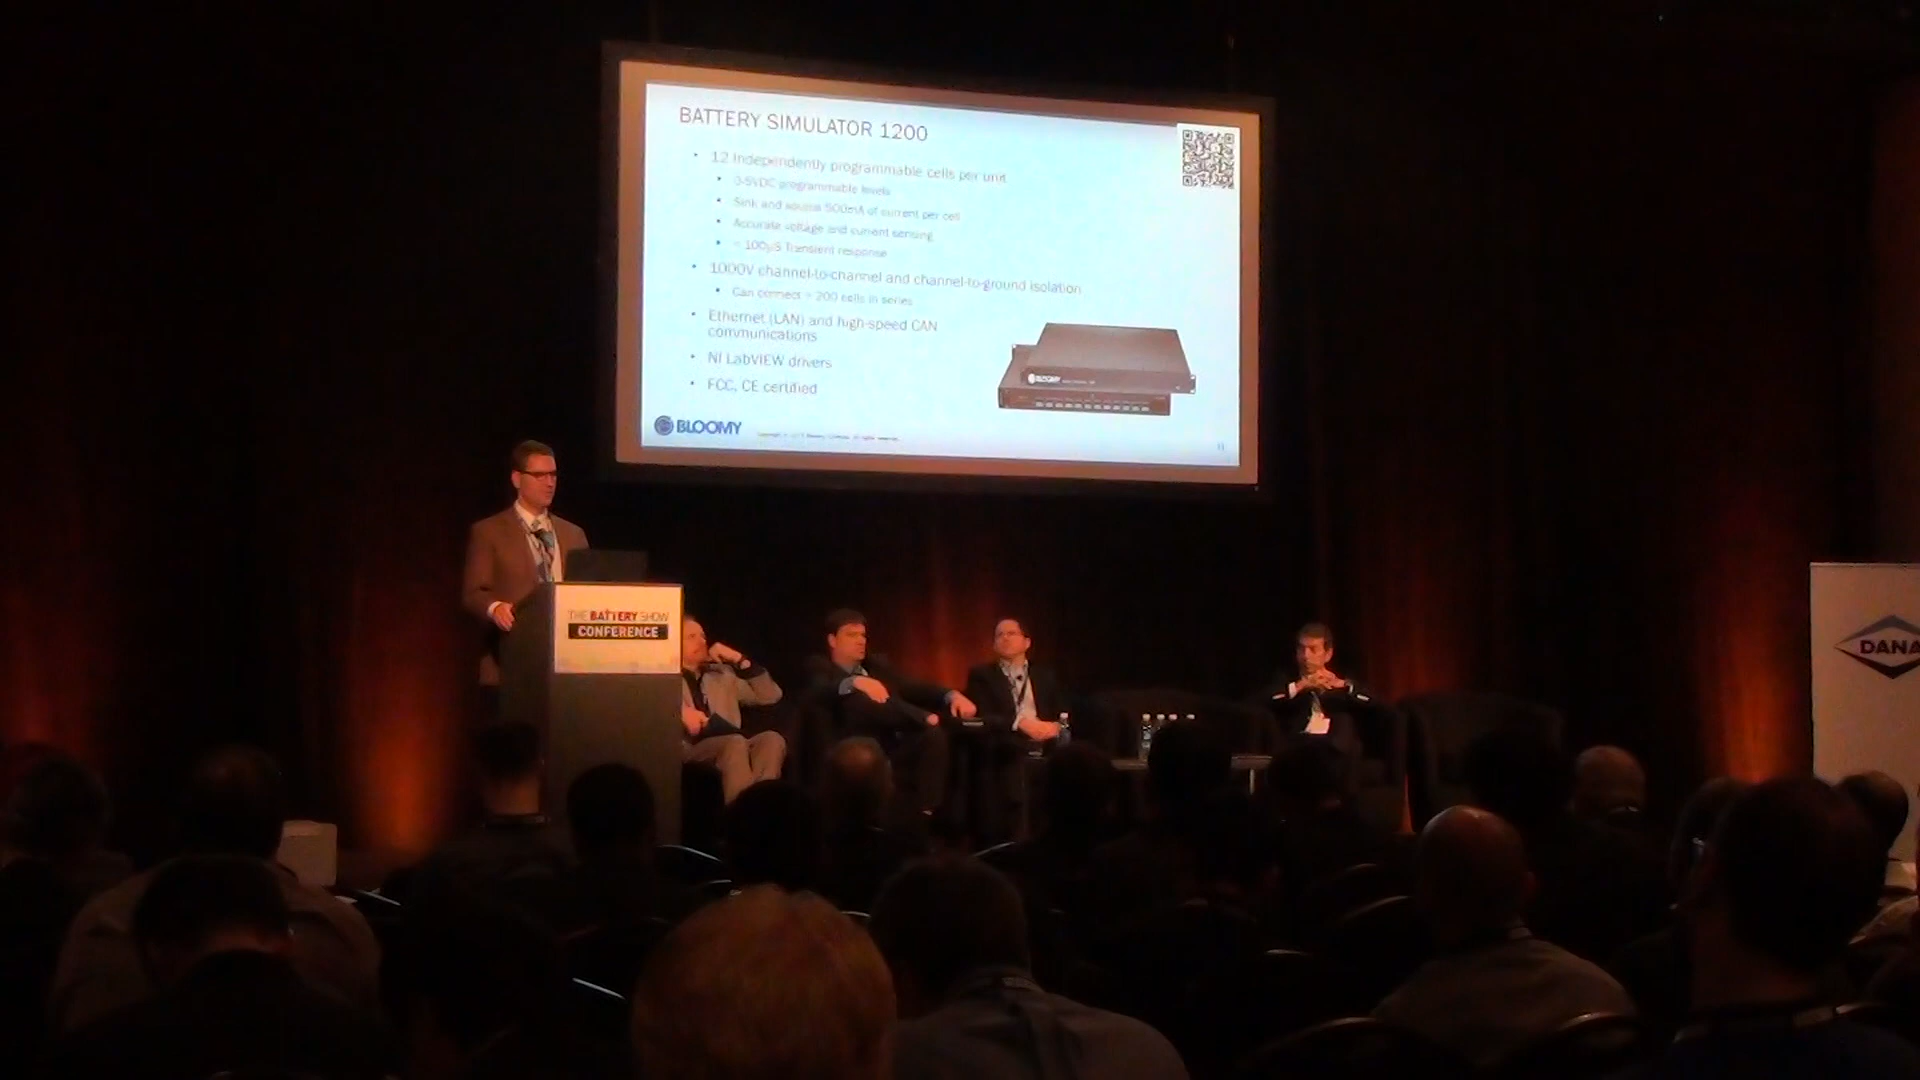 BATTERY SIMULATOR 1200
12 Independently programmable cells per unit
0-5VDC programmable levels
Sink and source 500mA of current per cell
Accurate voltage and current sensing
100µS Transient response
1000V channel-to-channel and channel-to-ground isolation
Can connect 200 cells in series
Ethernet (LAN) and high-speed CAN
communications
NI LabVIEW drivers
FCC, CE certified
BLOOMY
BLOOMY
THE BATTERY SHOW
CONFERENCE
DANA